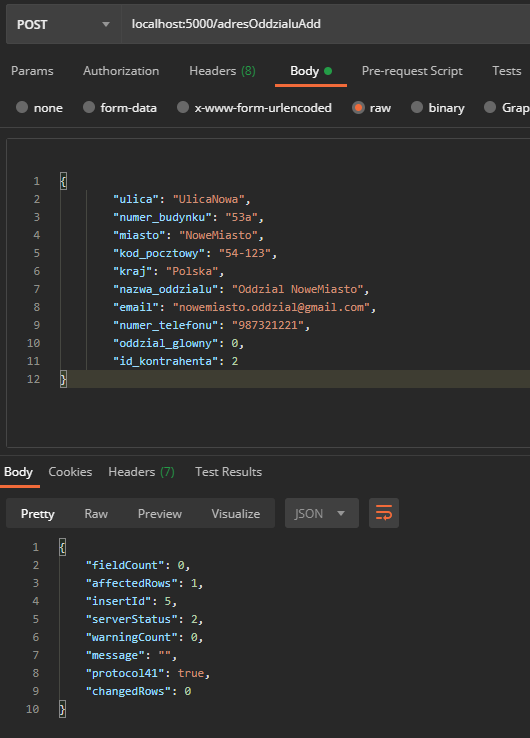 POST localhost:5000/adresOddzialuAdd
Params Authorization Headers (8) Body Pre-request Script Tests
none form-data x-www-form-urlencoded raw binary Grap
1 {
2 "ulica": "UlicaNowa",
3 "numer_budynku": "53a",
4 "miasto": "NoweMiasto",
5 "kod_pocztowy": "54-123",
6 "kraj": "Polska",
7 "nazwa_oddzialu": "Oddzial NoweMiasto",
8 "email": "nowemiasto.oddzial@gmail.com",
9 "numer_telefonu": "987321221",
10 "oddzial_glowny": 0,
11 "id_kontrahenta": 2
12 }
Body Cookies Headers (7) Test Results
Pretty Raw Preview Visualize JSON
1 {
2 "fieldCount": 0,
3 "affectedRows": 1,
4 "insertId": 5,
5 "serverStatus": 2,
6 "warningCount": 0,
7 "message": "",
8 "protocol41": true,
9 "changedRows": 0
10 }